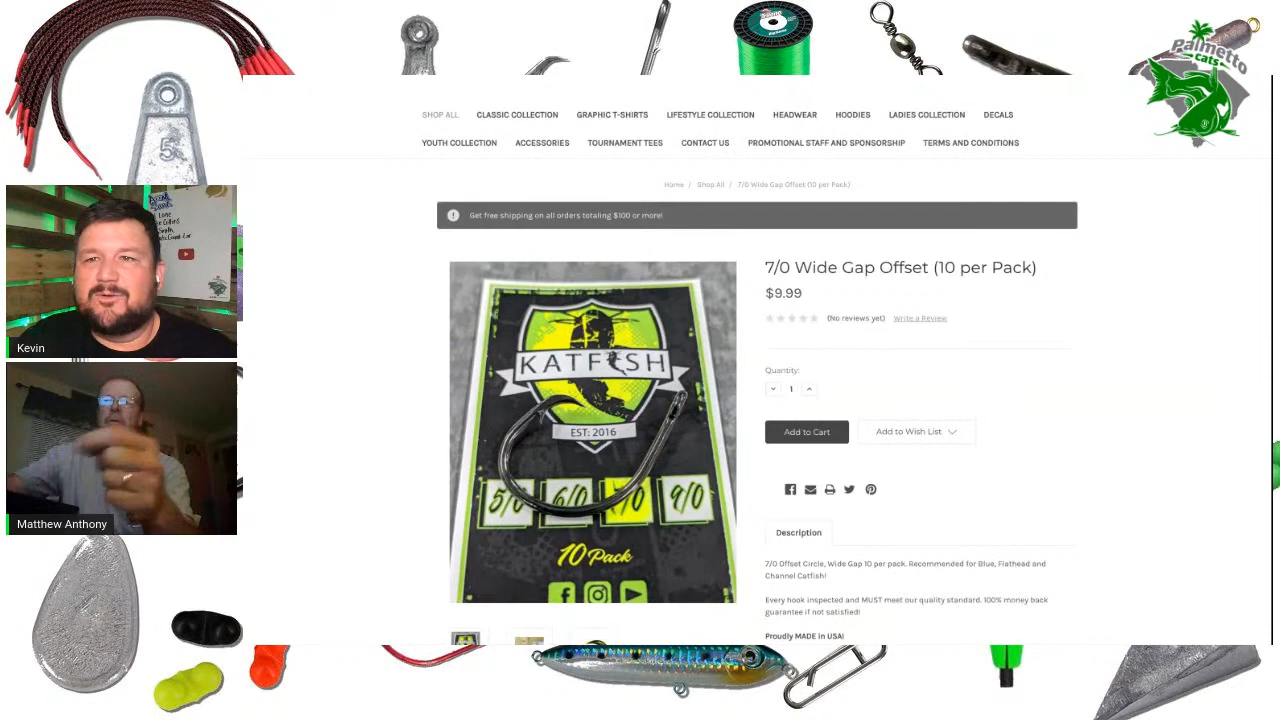 Palmetto
cats
5
SHOP ALL CLASSIC COLLECTION GRAPHIC T-SHIRTS LIFESTYLE COLLECTION HEADWEAR HOODIES LADIES COLLECTION DECALS
YOUTH COLLECTION ACCESSORIES TOURNAMENT TEES CONTACT US PROMOTIONAL STAFF AND SPONSORSHIP TERMS AND CONDITIONS
Home / Shop All / 7/0 Wide Gap Offset (10 per Pack)
Get free shipping on all orders totaling $100 or more!
7/0 Wide Gap Offset (10 per Pack)
$9.99
(No reviews yet) Write a Review
Quantity:
1
Add to Cart
Add to Wish List
Description
7/0 Offset Circle, Wide Gap 10 per pack. Recommended for Blue, Flathead and
Channel Catfish!
Every hook inspected and MUST meet our quality standard. 100% money back
guarantee if not satisfied!
Proudly MADE in USA!
KATFISH
EST: 2016
5/0 6/0 7/0 9/0
10 Pack
Kevin
Matthew Anthony